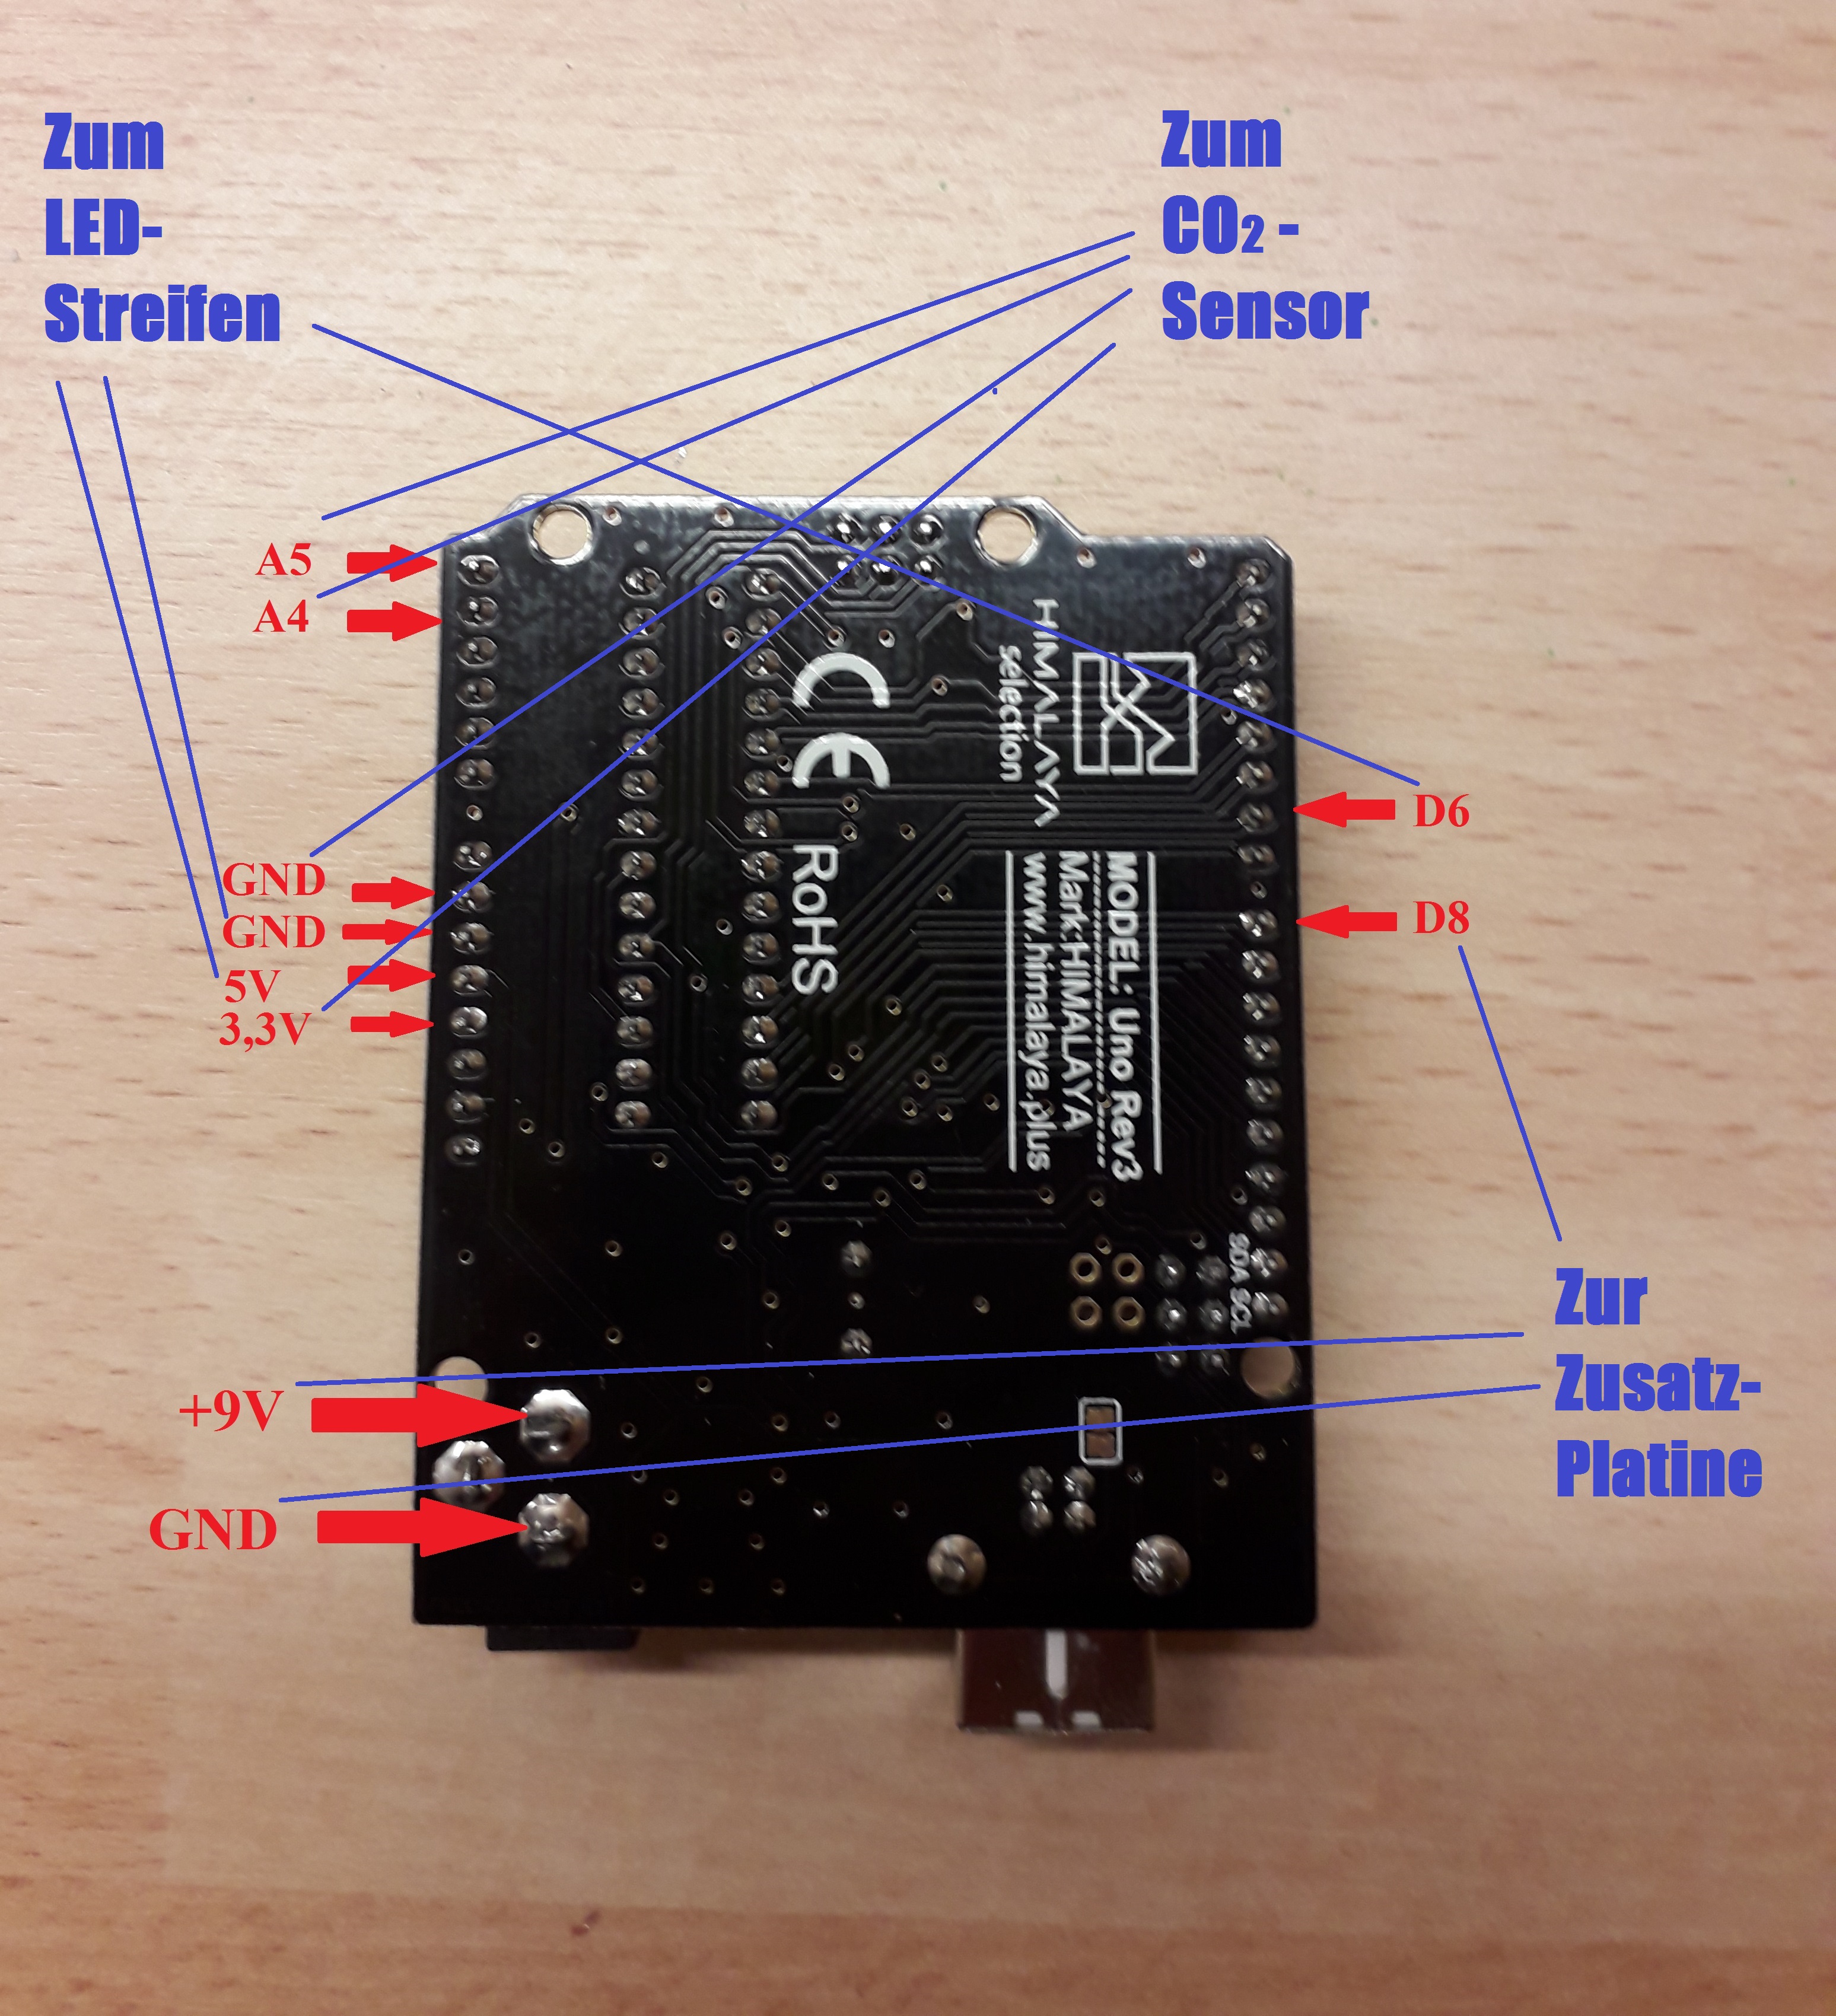 Zum
LED-
Streifen
Zum
CO₂ -
Sensor
A5
A4
GND
GND
5V
3,3V
D6
D8
HIMALAYA
selection
CE
RoHS
MODEL: Uno Rev3
Mark:HIMALAYA
www.himalaya.plus
SDA SCL
+9V
GND
Zur
Zusatz-
Platine